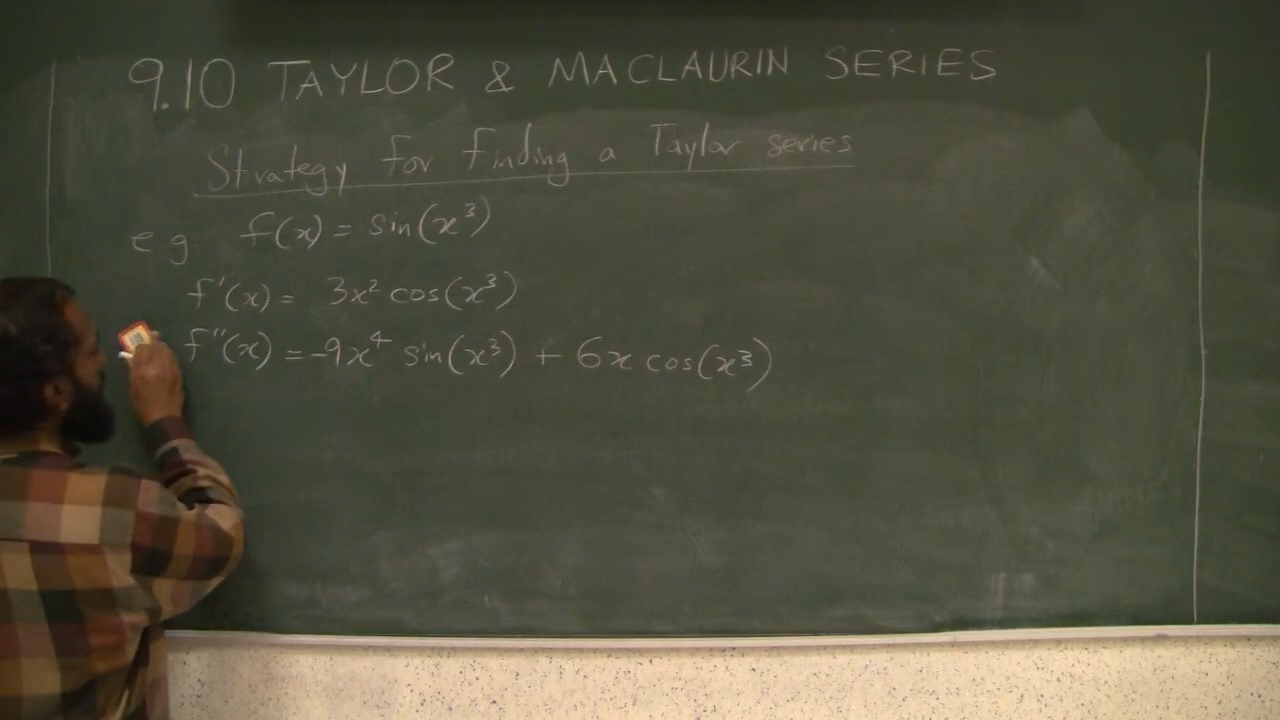 9.10 TAYLOR & MACLAURIN SERIES
Strategy for finding a Taylor series
e.g. f(x) = sin(x³)
f'(x) = 3x² cos(x³)
f''(x) = -9x⁴ sin(x³) + 6x cos(x³)